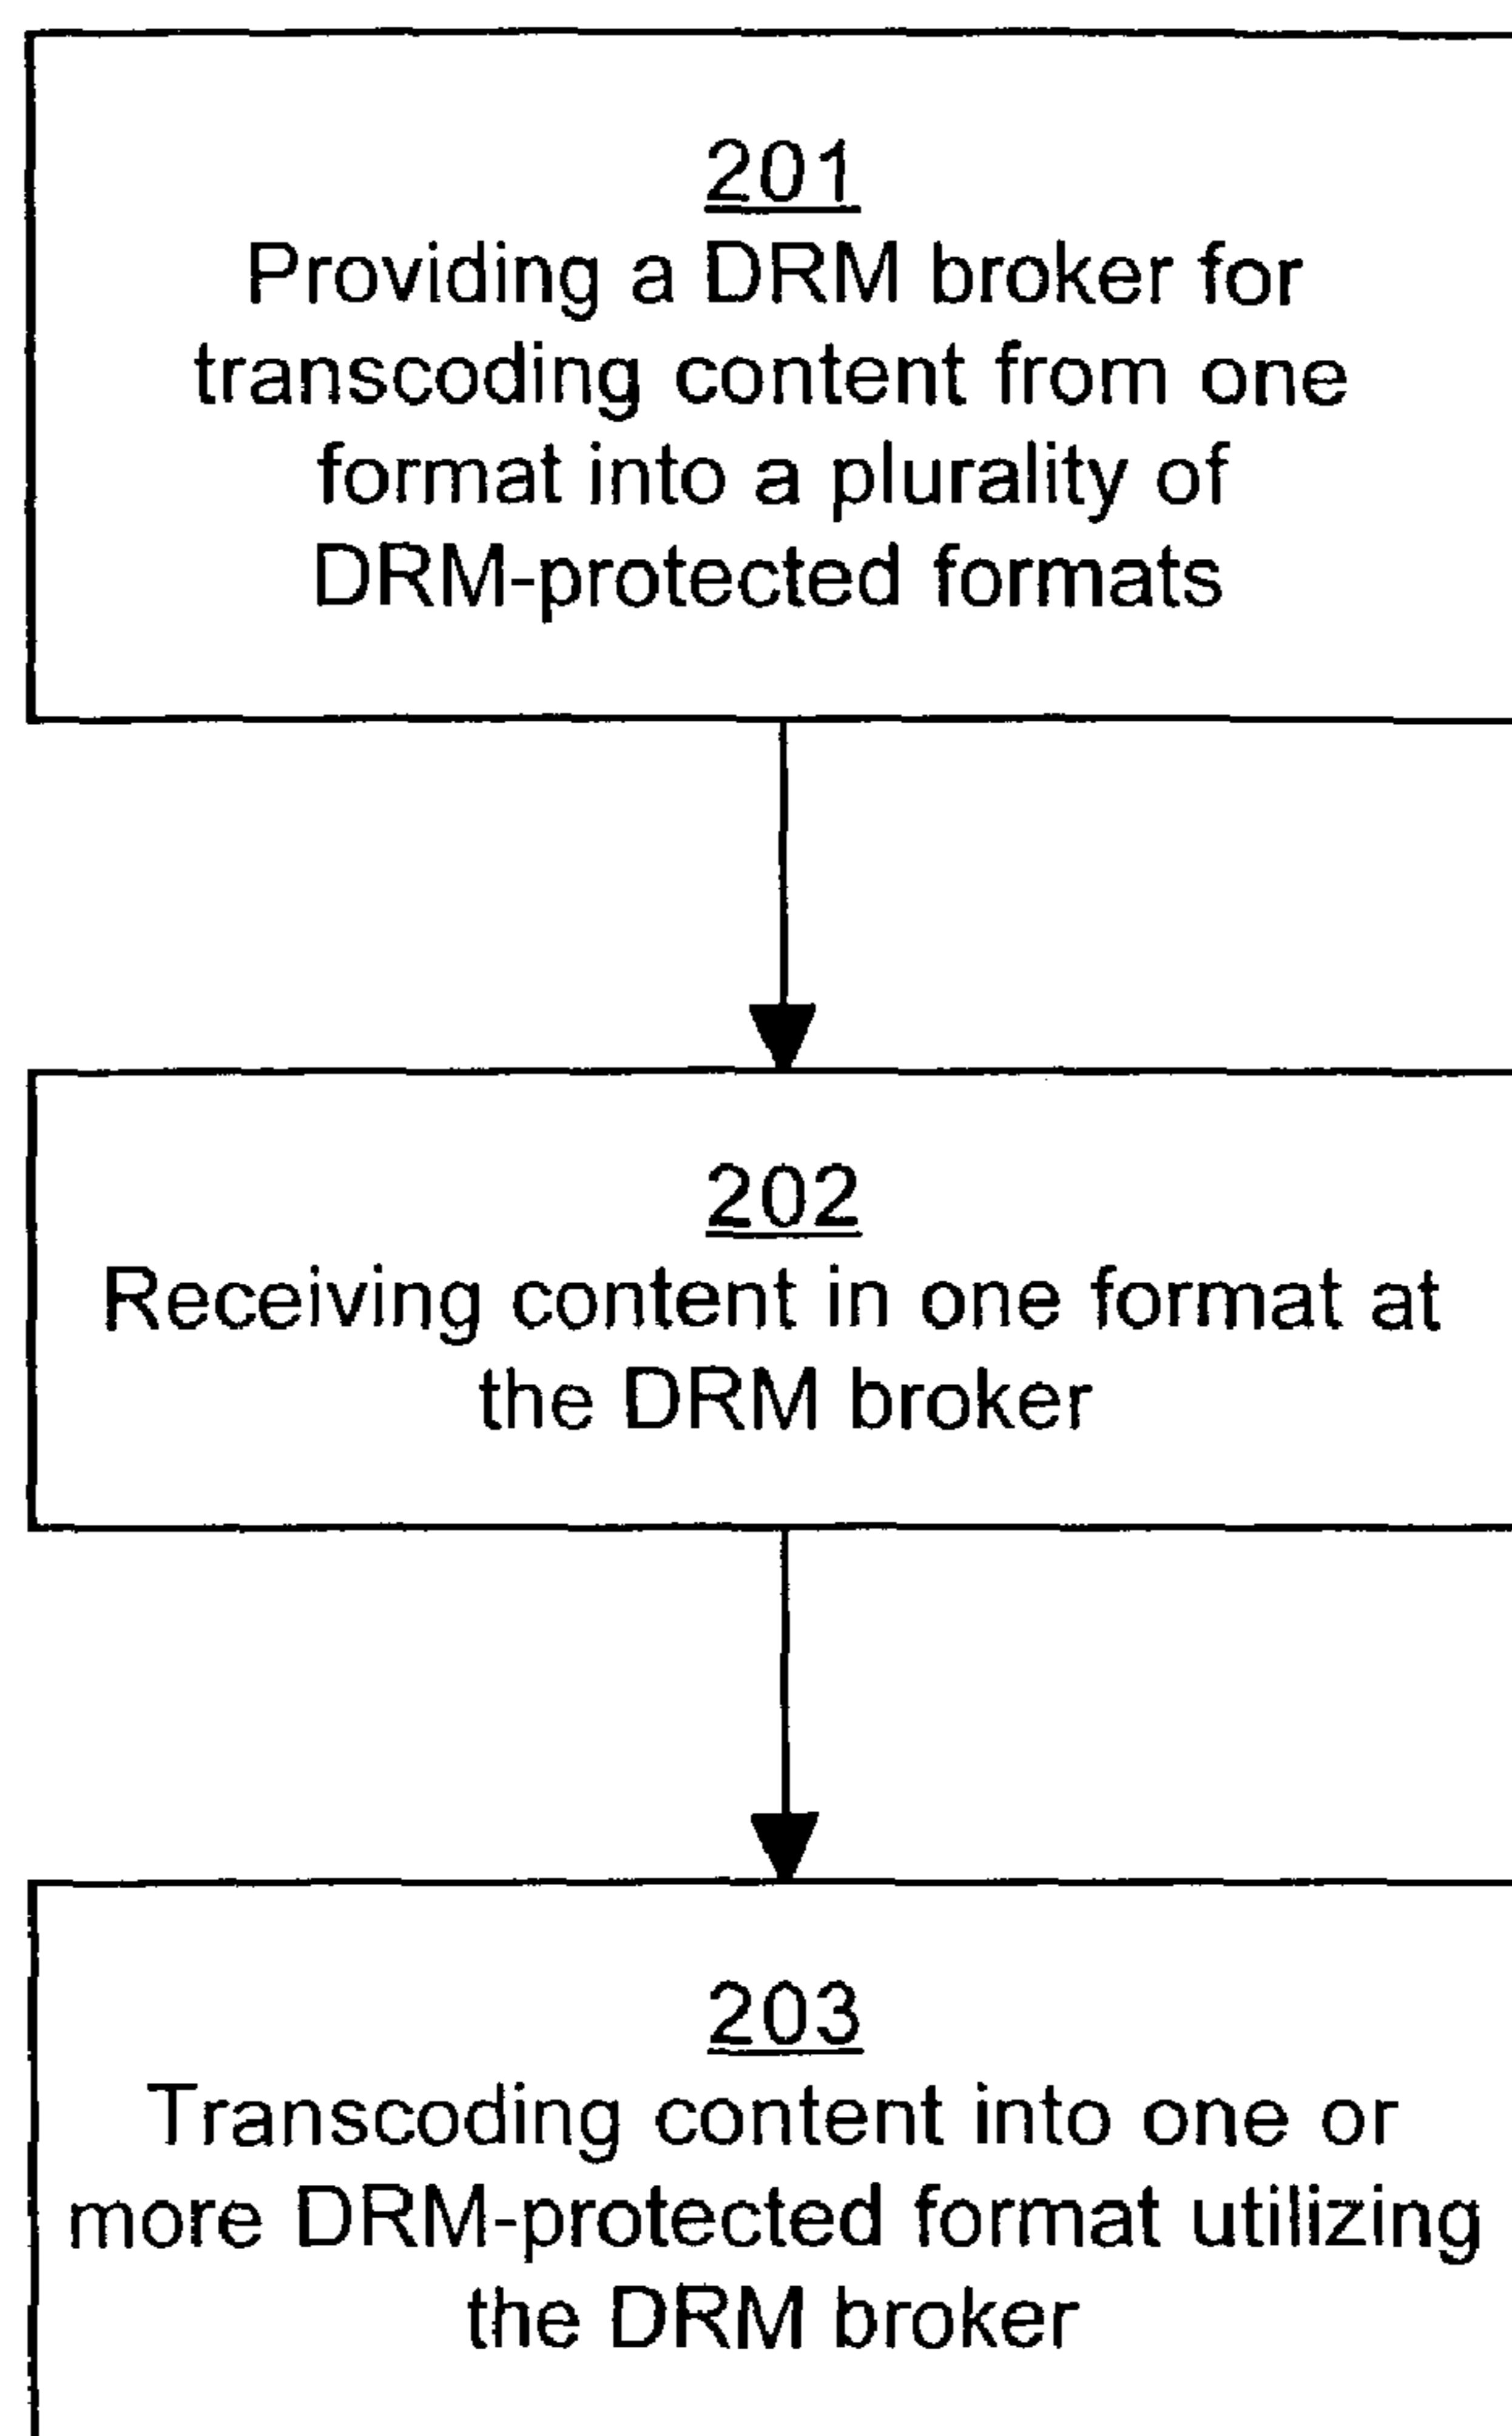 201
Providing a DRM broker for
transcoding content from one
format into a plurality of
DRM-protected formats
202
Receiving content in one format at
the DRM broker
203
Transcoding content into one or
more DRM-protected format utilizing
the DRM broker